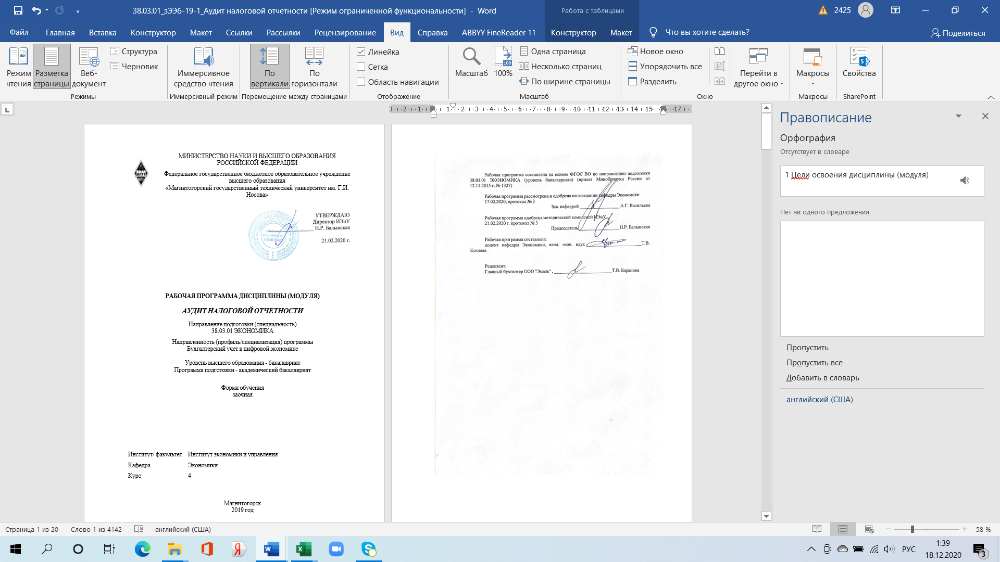 38.03.01_зЭЭб-19-1_Аудит налоговой отчетности [Режим ограниченной функциональности] - Word
Работа с таблицами
2425
Файл Главная Вставка Конструктор Макет Ссылки Рассылки Рецензирование Вид Справка ABBYY FineReader 11 Конструктор Макет Что вы хотите сделать? Поделиться
Режим чтения
Разметка страницы
Веб-документ
Структура
Черновик
Режимы
Иммерсивное средство чтения
Иммерсивный режим
По вертикали
По горизонтали
Перемещение между страницами
Линейка
Сетка
Область навигации
Отображение
Масштаб
100
100%
Одна страница
Несколько страниц
По ширине страницы
Масштаб
Новое окно
Упорядочить все
Разделить
Перейти в другое окно
Окно
Макросы
Макросы
Свойства
SharePoint
3 2 1 1 2 3 4 5 6 7 8 9 10 11 12 13 14 15 17
МИНИСТЕРСТВО НАУКИ И ВЫСШЕГО ОБРАЗОВАНИЯ
РОССИЙСКОЙ ФЕДЕРАЦИИ
Федеральное государственное бюджетное образовательное учреждение
высшего образования
«Магнитогорский государственный технический университет им. Г.И.
Носова»
УТВЕРЖДАЮ
Директор ИЭиУ
Н.Р. Балынская
21.02.2020 г.
РАБОЧАЯ ПРОГРАММА ДИСЦИПЛИНЫ (МОДУЛЯ)
АУДИТ НАЛОГОВОЙ ОТЧЕТНОСТИ
Направление подготовки (специальность)
38.03.01 ЭКОНОМИКА
Направленность (профиль/специализация) программы
Бухгалтерский учет в цифровой экономике
Уровень высшего образования - бакалавриат
Программа подготовки - академический бакалавриат
Форма обучения
заочная
Институт/ факультет Институт экономики и управления
Кафедра Экономики
Курс 4
Магнитогорск
2019 год
Рабочая программа составлена на основе ФГОС ВО по направлению подготовки
38.03.01 ЭКОНОМИКА (уровень бакалавриата) (приказ Минобрнауки России от
12.11.2015 г. № 1327)
Рабочая программа рассмотрена и одобрена на заседании кафедры Экономики
17.02.2020, протокол № 3
Зав. кафедрой А.Г. Васильева
Рабочая программа одобрена методической комиссией ИЭиУ
21.02.2020 г. протокол № 3
Председатель Н.Р. Балынская
Рабочая программа составлена:
доцент кафедры Экономики, канд. экон. наук Т.В.
Козлова
Рецензент:
Главный бухгалтер ООО "Эмаль" , Т.В. Баранова
Правописание
Орфография
Отсутствует в словаре
1 Цели освоения дисциплины (модуля)
Нет ни одного предложения
Пропустить
Пропустить все
Добавить в словарь
английский (США)
Страница 1 из 20 Слово 1 из 4142 английский (США) 58 %
РУС
1:39
18.12.2020
3